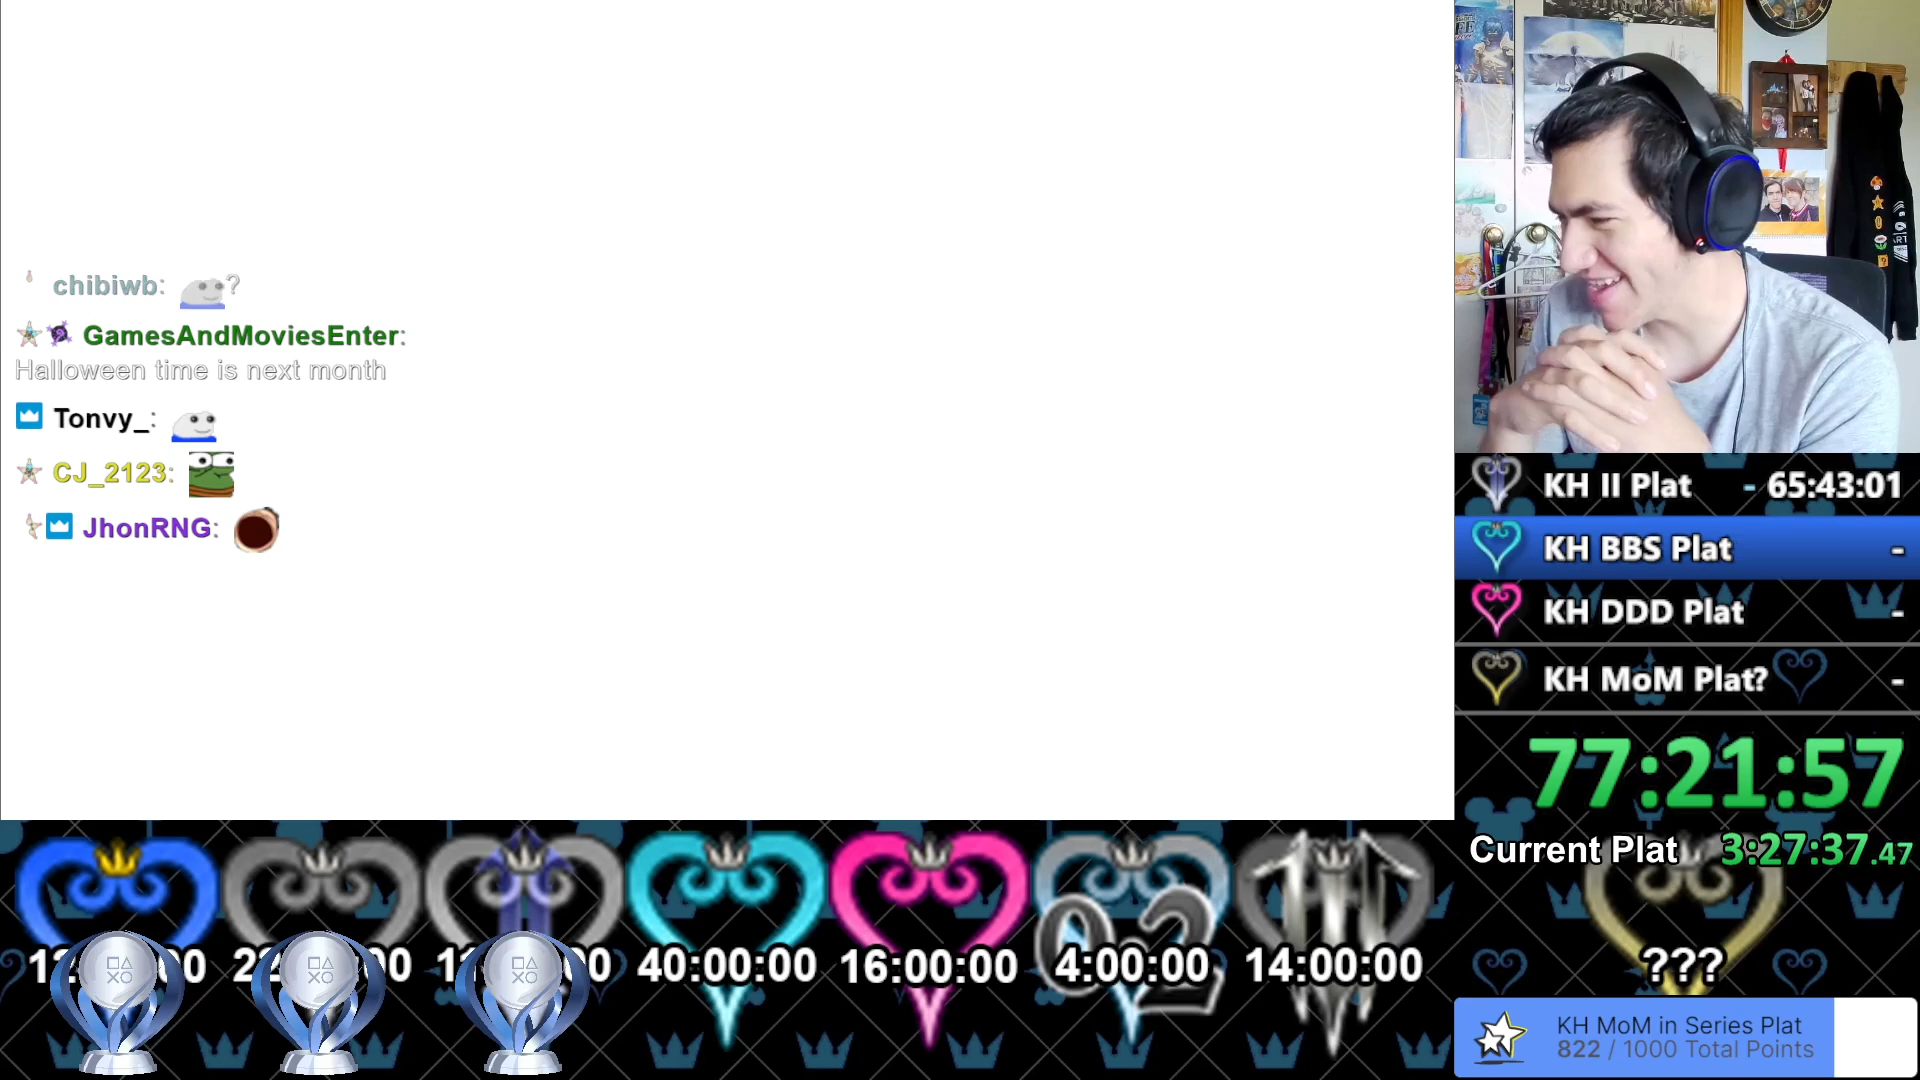 chibiwb: ?
GamesAndMoviesEnter:
Halloween time is next month
Tonvy_:
CJ_2123:
JhonRNG:
KH II Plat - 65:43:01
KH BBS Plat -
KH DDD Plat -
KH MoM Plat? -
77:21:57
Current Plat 3:27:37.47
40:00:00
16:00:00
02
4:00:00
14:00:00
???
KH MoM in Series Plat
822 / 1000 Total Points